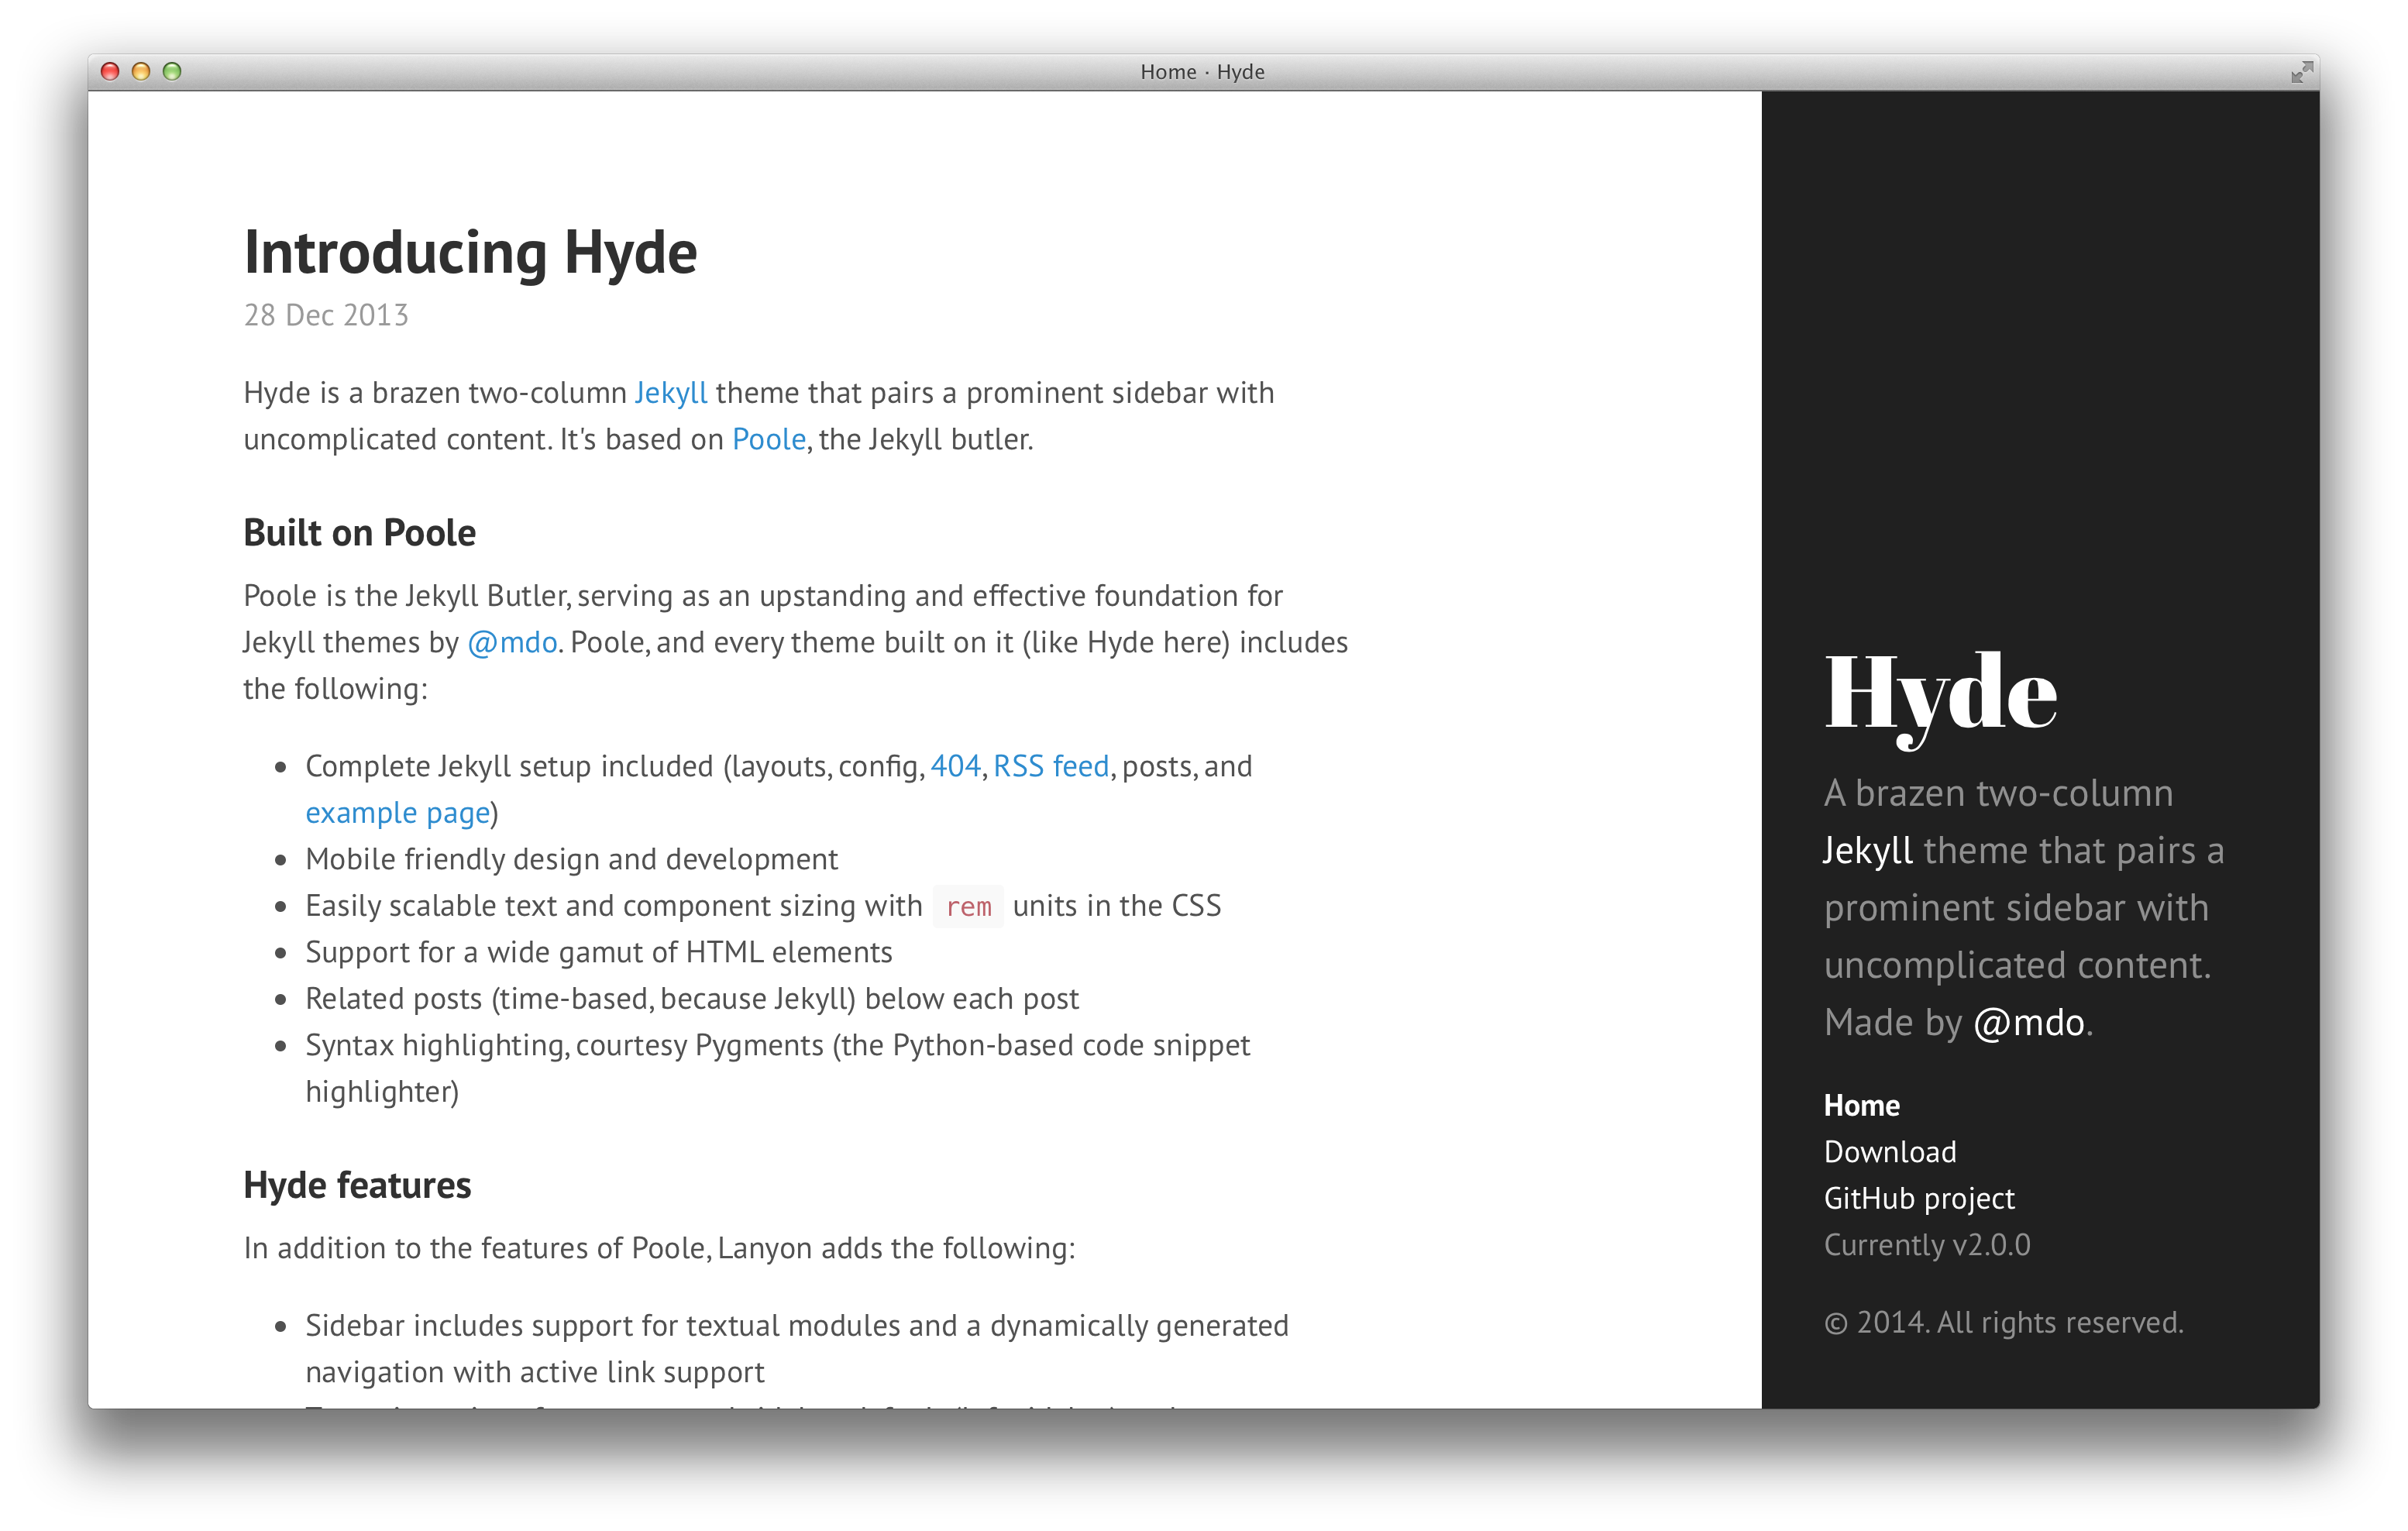 Home · Hyde
Introducing Hyde
28 Dec 2013
Hyde is a brazen two-column Jekyll theme that pairs a prominent sidebar with
uncomplicated content. It's based on Poole, the Jekyll butler.
Built on Poole
Poole is the Jekyll Butler, serving as an upstanding and effective foundation for
Jekyll themes by @mdo. Poole, and every theme built on it (like Hyde here) includes
the following:
• Complete Jekyll setup included (layouts, config, 404, RSS feed, posts, and
example page)
• Mobile friendly design and development
• Easily scalable text and component sizing with rem units in the CSS
• Support for a wide gamut of HTML elements
• Related posts (time-based, because Jekyll) below each post
• Syntax highlighting, courtesy Pygments (the Python-based code snippet
highlighter)
Hyde features
In addition to the features of Poole, Lanyon adds the following:
• Sidebar includes support for textual modules and a dynamically generated
navigation with active link support
Hyde
A brazen two-column
Jekyll theme that pairs a
prominent sidebar with
uncomplicated content.
Made by @mdo.
Home
Download
GitHub project
Currently v2.0.0
© 2014. All rights reserved.